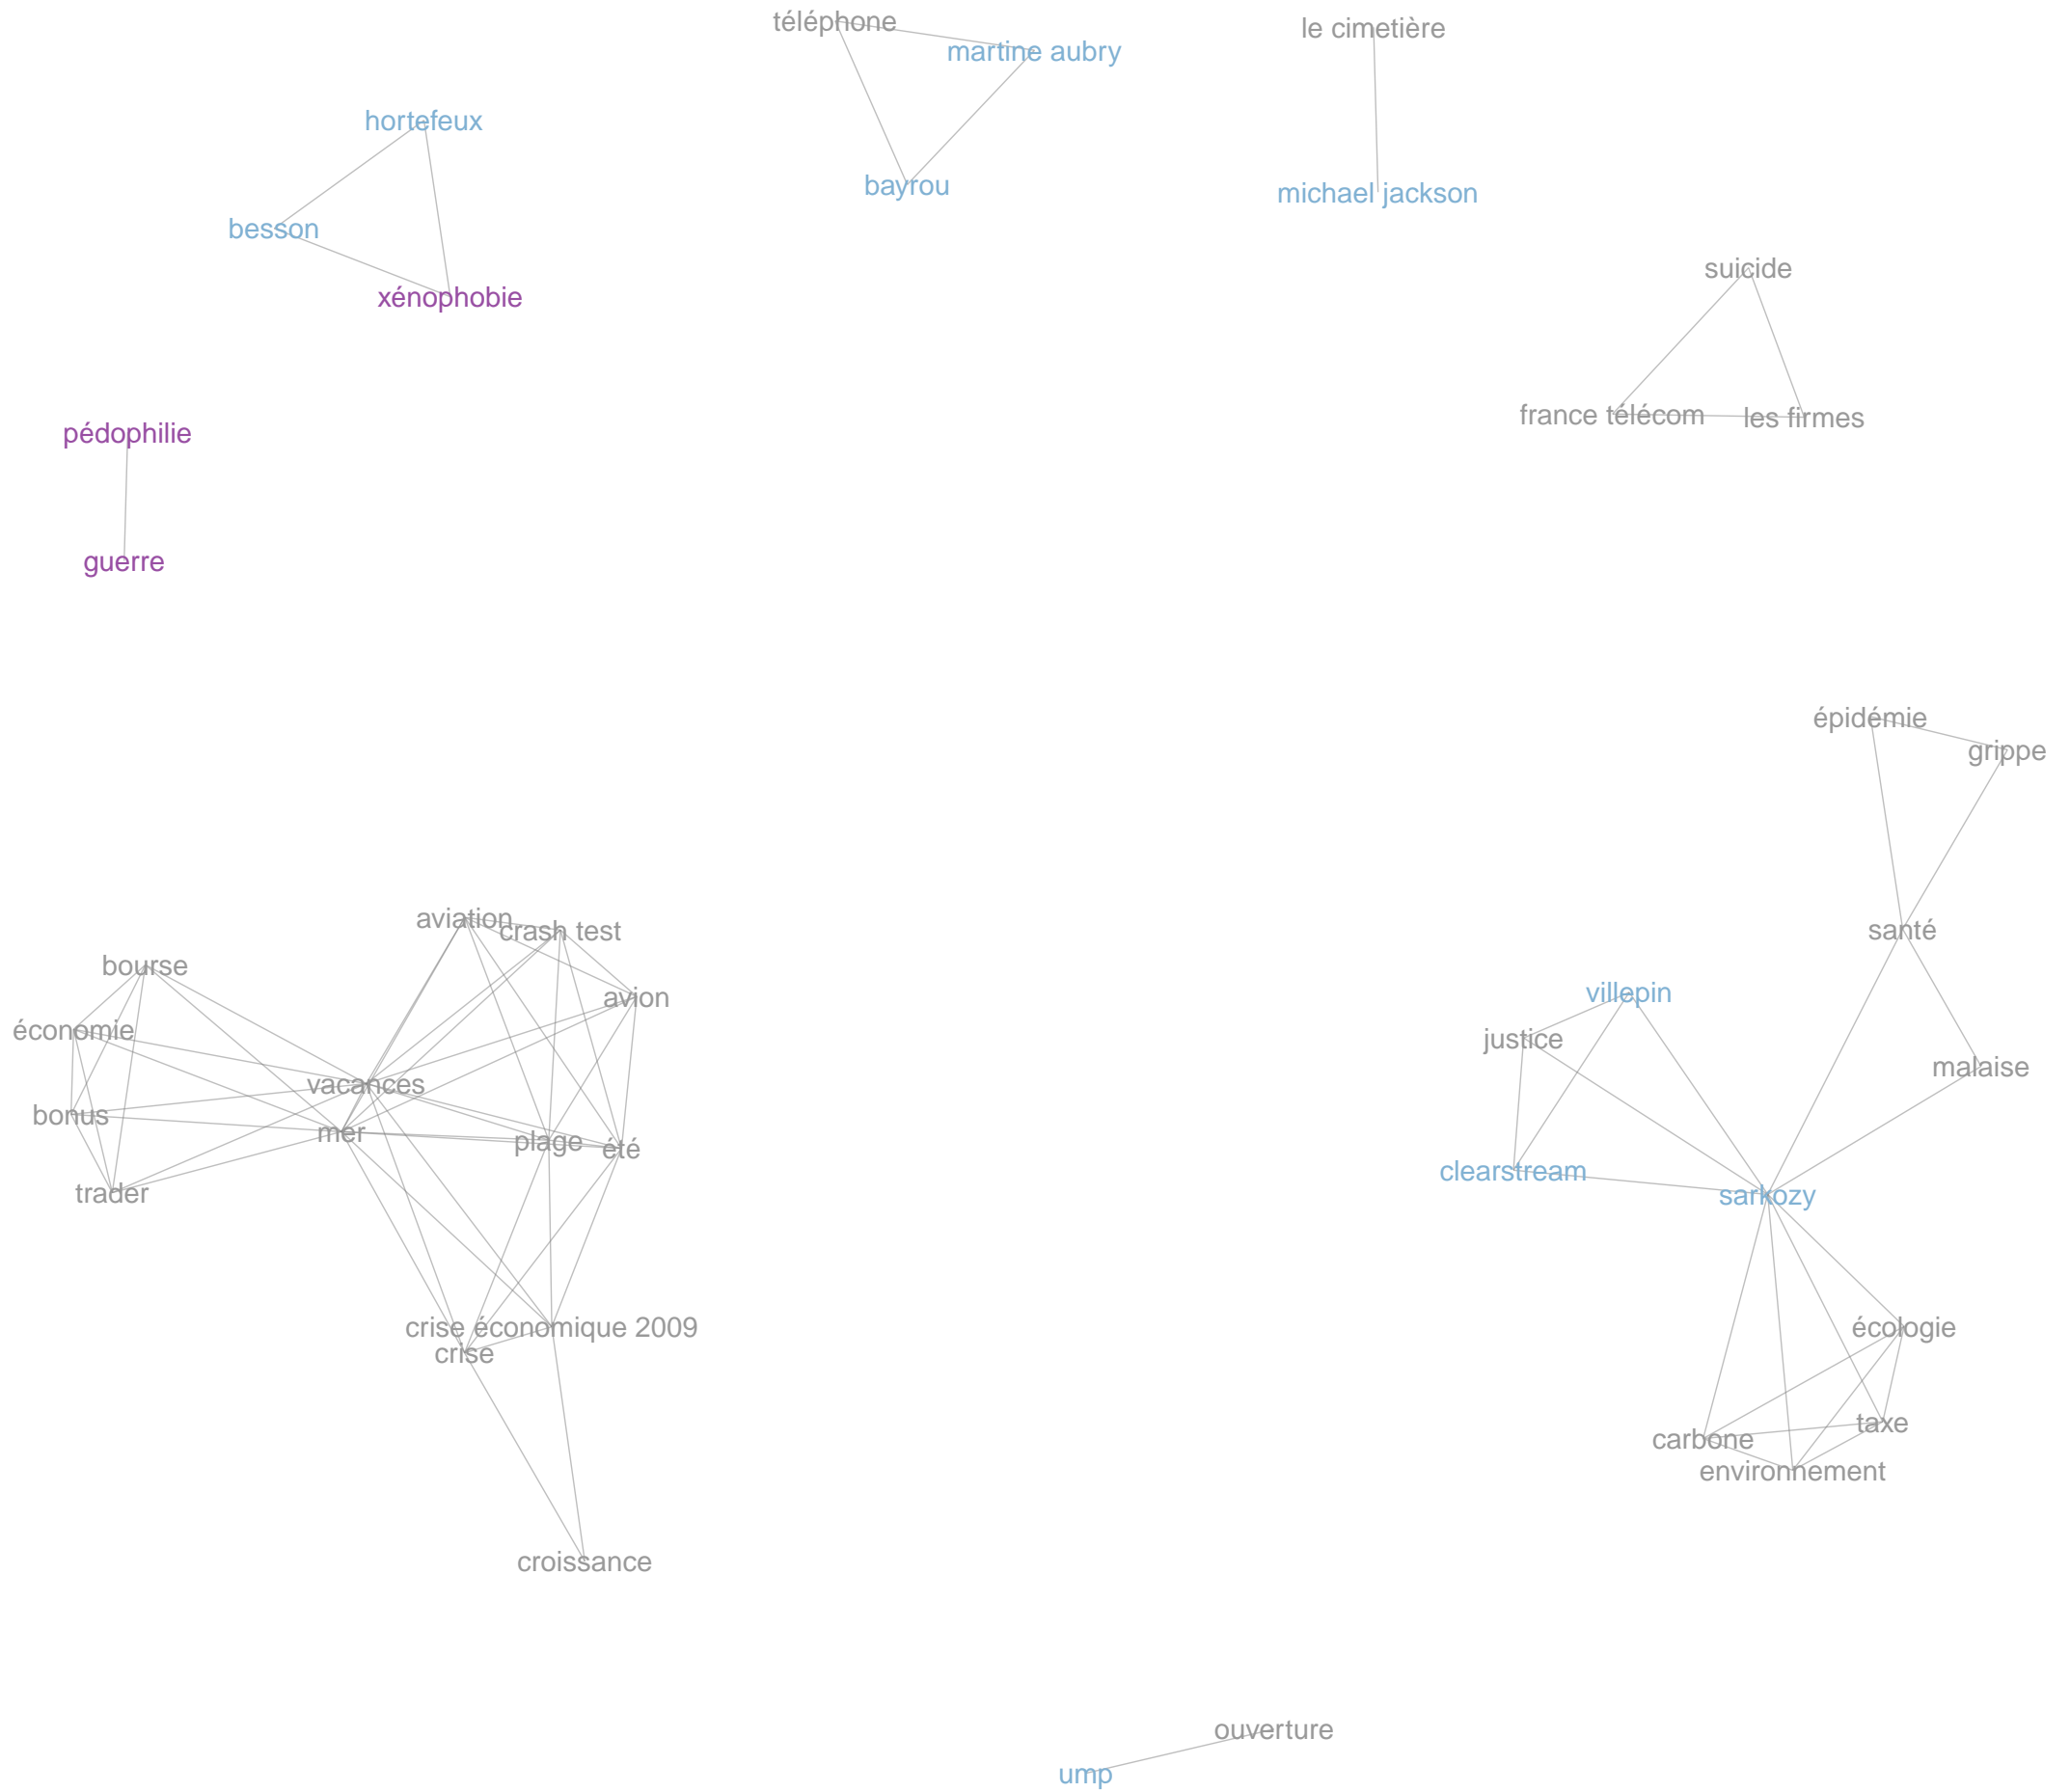 téléphone
le cimetière
martine aubry
hortefeux
bayrou
michael jackson
besson
suicide
xénophobie
france télécom
les firmes
pédophilie
guerre
épidémie
grippe
aviation
crash test
santé
bourse
villepin
avion
économie
justice
malaise
vacances
bonus
mer
plage
été
clearstream
trader
sarkozy
crise économique 2009
écologie
crise
taxe
carbone
environnement
croissance
ouverture
ump